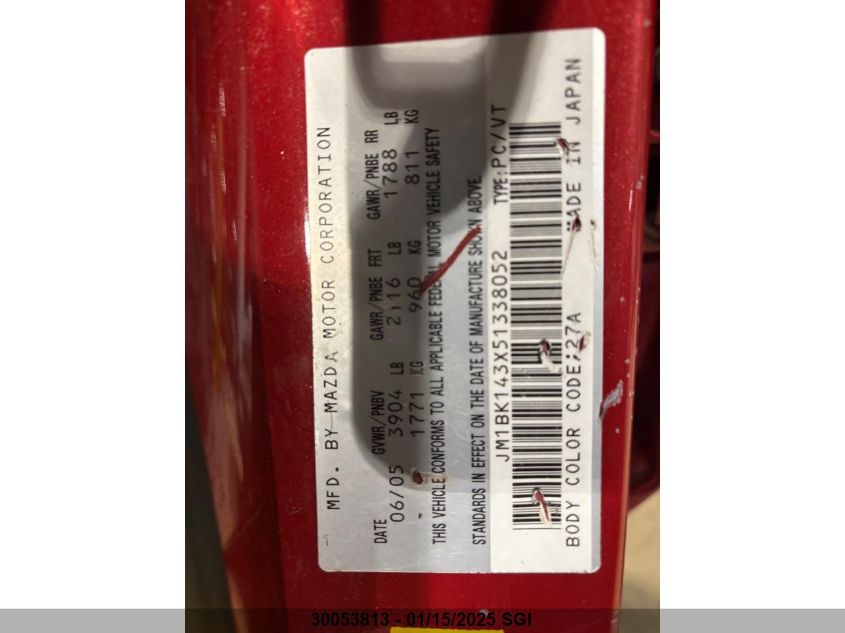 MFD. BY MAZDA MOTOR CORPORATION
DATE GVWR/PNBV GAWR/PNBE FRT GAWR/PNBE RR
06/05 3904 LB 2116 LB 1788 LB
1771 KG 960 KG 811 KG
THIS VEHICLE CONFORMS TO ALL APPLICABLE FEDERAL MOTOR VEHICLE SAFETY
STANDARDS IN EFFECT ON THE DATE OF MANUFACTURE SHOWN ABOVE.
JM1BK143X51338052 TYPE:PC/VT
BODY COLOR CODE:27A MADE IN JAPAN
30053813 - 01/15/2025 SGI